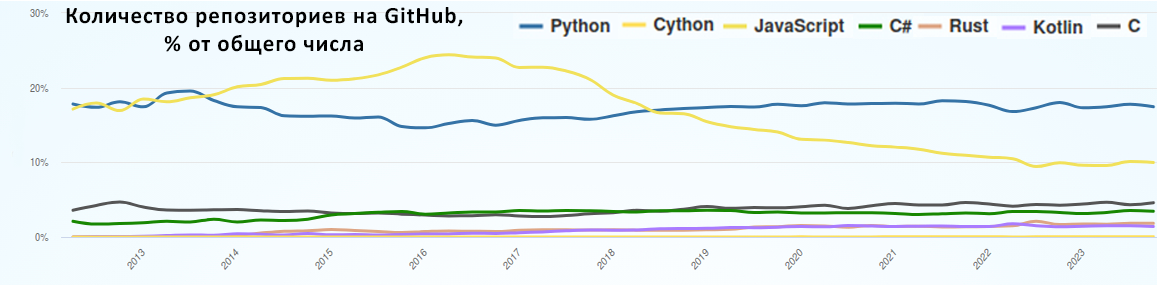 Количество репозиториев на GitHub,
% от общего числа
Python Cython JavaScript C# Rust Kotlin C
30%
20%
10%
0%
2013 2014 2015 2016 2017 2018 2019 2020 2021 2022 2023